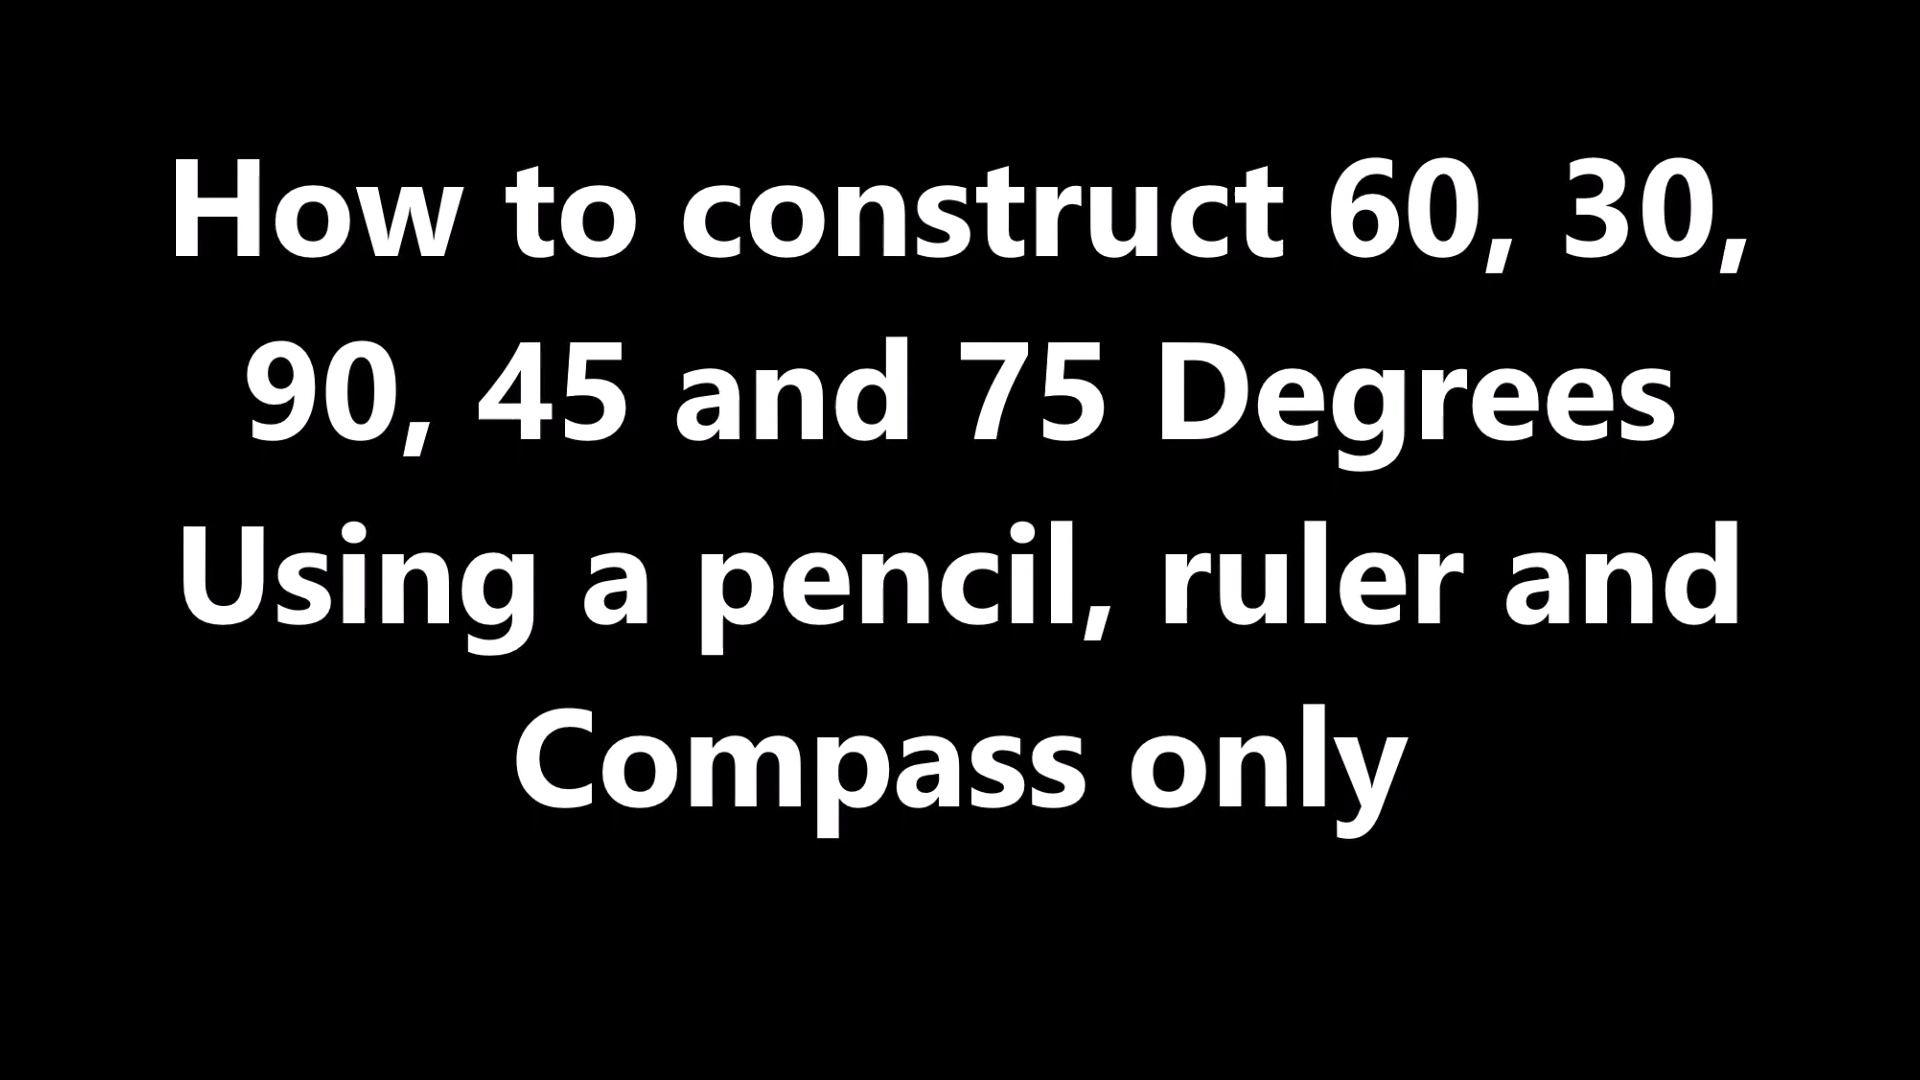 How to construct 60, 30,
90, 45 and 75 Degrees
Using a pencil, ruler and
Compass only